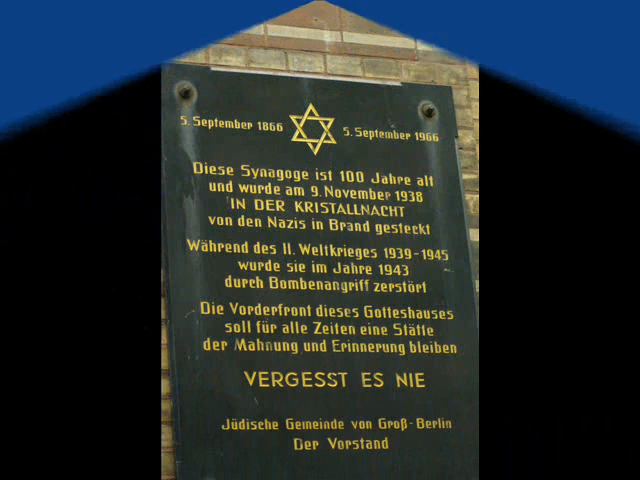 5. September 1866 5. September 1966
Diese Synagoge ist 100 Jahre alt
und wurde am 9. November 1938
'IN DER KRISTALLNACHT
von den Nazis in Brand gesteckt
Während des II. Weltkrieges 1939-1945
wurde sie im Jahre 1943
durch Bombenangriff zerstört
Die Vorderfront dieses Gotteshauses
soll für alle Zeiten eine Stätte
der Mahnung und Erinnerung bleiben
VERGESST ES NIE
Jüdische Gemeinde von Groß-Berlin
Der Vorstand